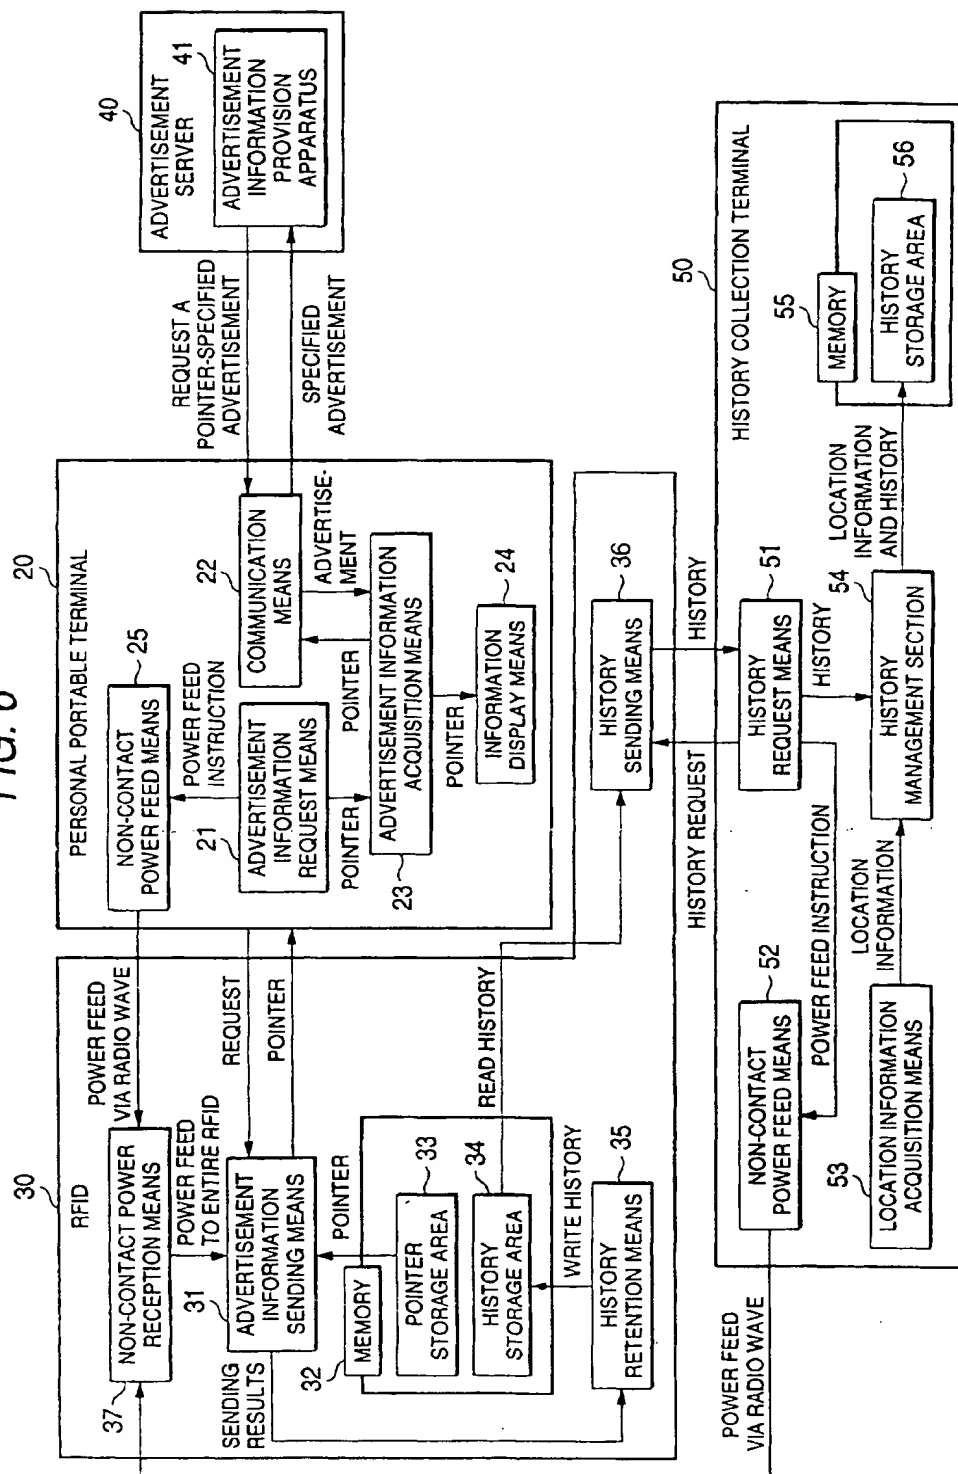 FIG. 6
30
RFID
37
NON-CONTACT POWER
RECEPTION MEANS
POWER FEED
TO ENTIRE RFID
31
ADVERTISEMENT
INFORMATION
SENDING MEANS
SENDING
RESULTS
POINTER
32
MEMORY
33
POINTER
STORAGE AREA
34
HISTORY
STORAGE AREA
WRITE HISTORY
35
HISTORY
RETENTION MEANS
READ HISTORY
36
HISTORY
SENDING MEANS
POWER FEED
VIA RADIO WAVE
REQUEST
POINTER
20
PERSONAL PORTABLE TERMINAL
25
NON-CONTACT
POWER FEED MEANS
POWER FEED
INSTRUCTION
21
ADVERTISEMENT
INFORMATION
REQUEST MEANS
POINTER
22
COMMUNICATION
MEANS
POINTER
ADVERTISE-
MENT
23
ADVERTISEMENT INFORMATION
ACQUISITION MEANS
POINTER
24
INFORMATION
DISPLAY MEANS
REQUEST A
POINTER-SPECIFIED
ADVERTISEMENT
SPECIFIED
ADVERTISEMENT
40
ADVERTISEMENT
SERVER
41
ADVERTISEMENT
INFORMATION
PROVISION
APPARATUS
HISTORY REQUEST
HISTORY
POWER FEED
VIA RADIO WAVE
50
HISTORY COLLECTION TERMINAL
51
HISTORY
REQUEST MEANS
HISTORY
52
NON-CONTACT
POWER FEED MEANS
POWER FEED INSTRUCTION
53
LOCATION INFORMATION
ACQUISITION MEANS
LOCATION
INFORMATION
54
HISTORY
MANAGEMENT SECTION
LOCATION
INFORMATION
AND HISTORY
55
MEMORY
56
HISTORY
STORAGE AREA